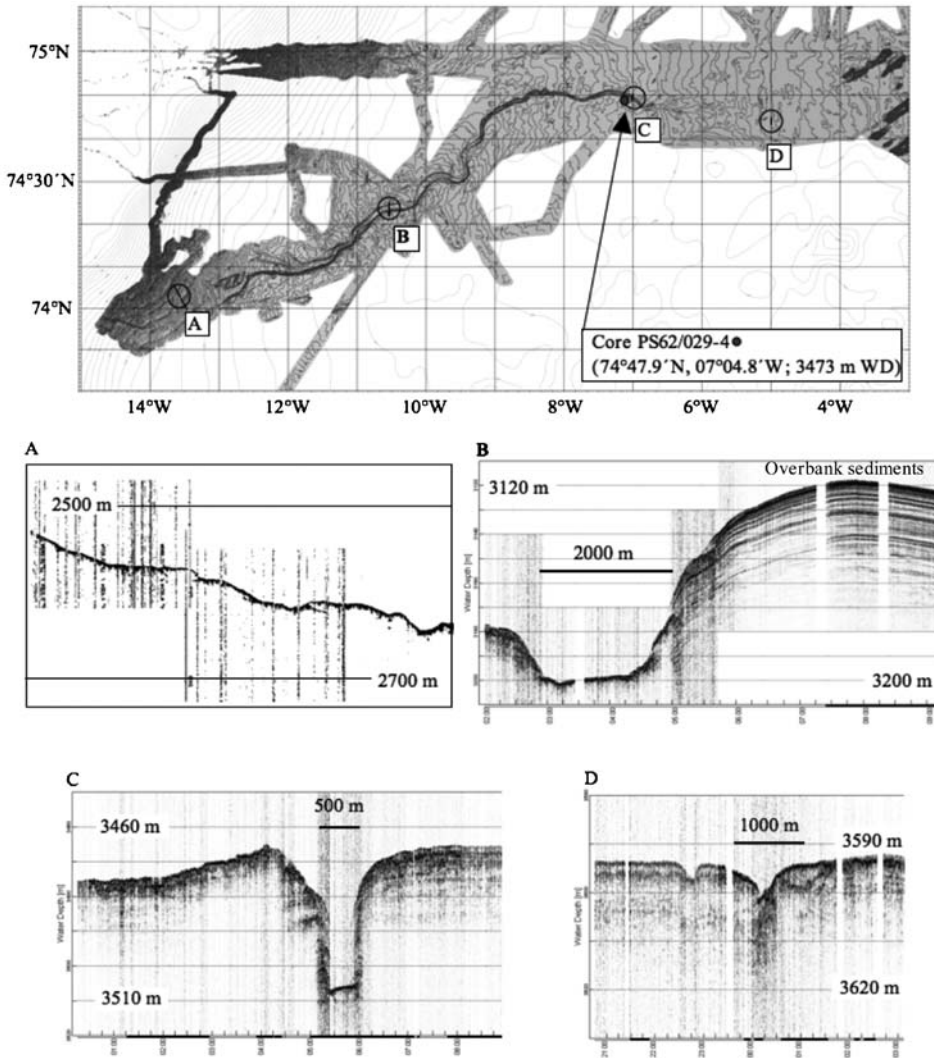 75°N
74°30´N
74°N
A
B
C
D
Core PS62/029-4
(74°47.9´N, 07°04.8´W; 3473 m WD)
14°W
12°W
10°W
8°W
6°W
4°W
A
2500 m
2700 m
B
Overbank sediments
3120 m
2000 m
3200 m
Water Depth [m]
C
500 m
3460 m
3510 m
Water Depth [m]
D
1000 m
3590 m
3620 m
Water Depth [m]